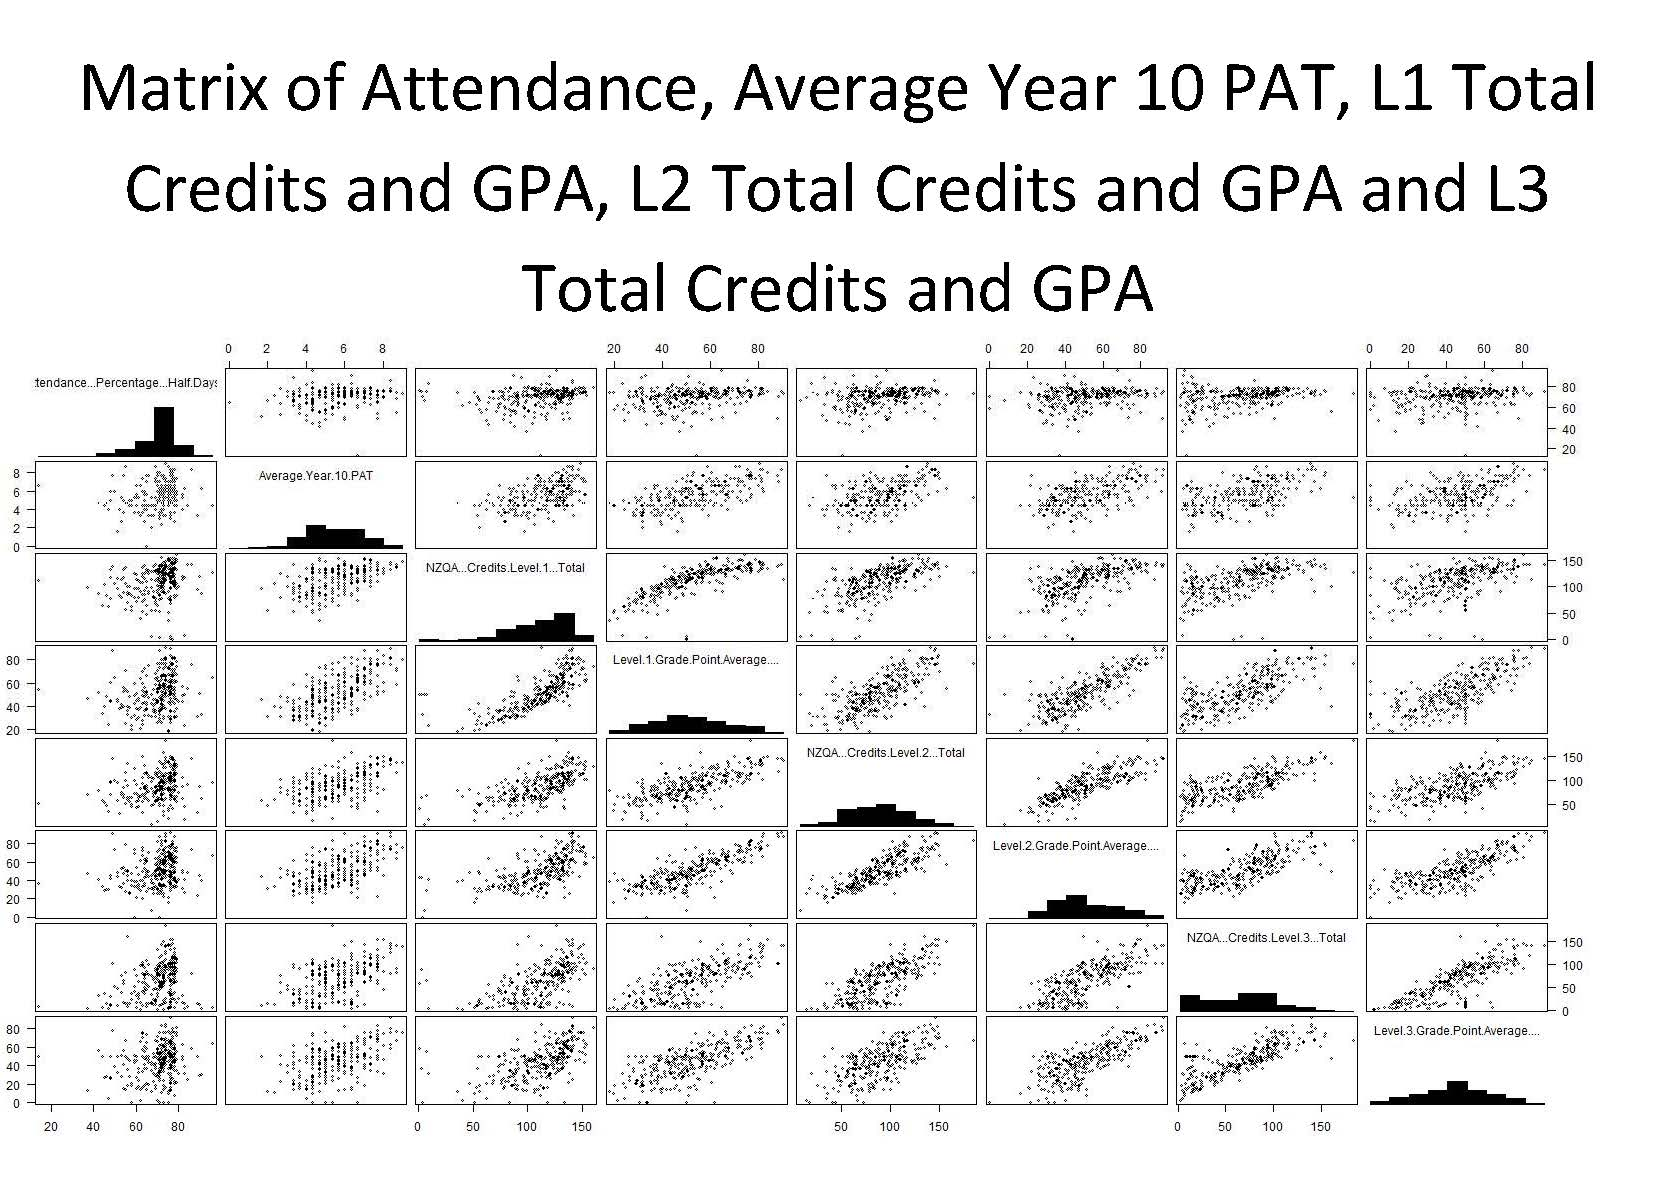 Matrix of Attendance, Average Year 10 PAT, L1 Total
Credits and GPA, L2 Total Credits and GPA and L3
Total Credits and GPA
0 2 4 6 8 20 40 60 80 0 20 40 60 80 0 20 40 60 80
tendance...Percentage...Half.Days
80
60
40
20
Average.Year.10.PAT
8
6
4
2
0
NZQA...Credits.Level.1...Total
150
100
50
0
Level.1.Grade.Point.Average....
80
60
40
20
NZQA...Credits.Level.2...Total
150
100
50
Level.2.Grade.Point.Average....
80
60
40
20
0
NZQA...Credits.Level.3...Total
150
100
50
0
Level.3.Grade.Point.Average....
80
60
40
20
0
20 40 60 80 0 50 100 150 50 100 150 0 50 100 150